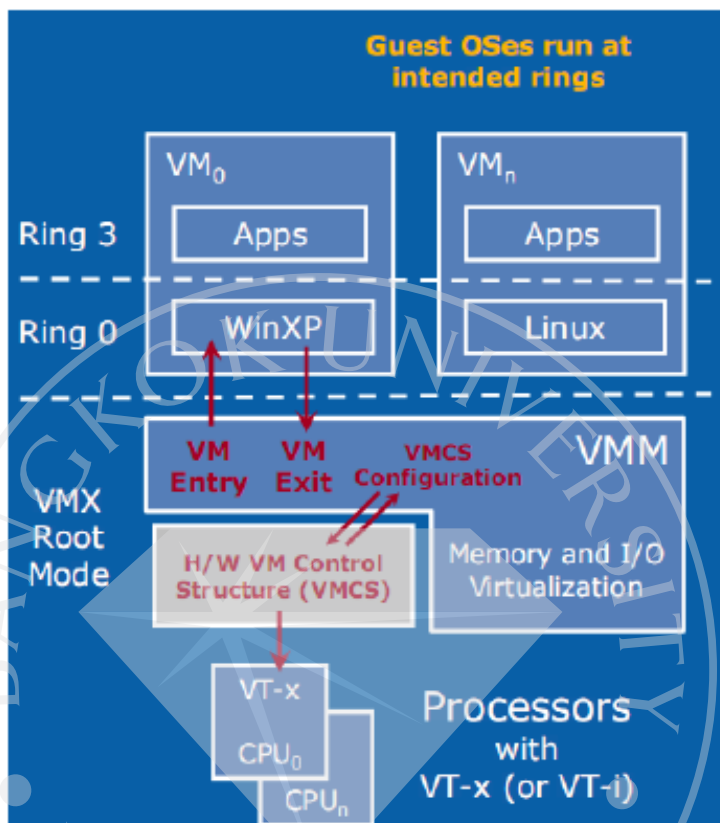 Guest OSes run at
intended rings
VM0
VMn
Ring 3
Apps
Apps
Ring 0
WinXP
Linux
VM
Entry
VM
Exit
VMCS
Configuration
VMM
VMX
Root
Mode
H/W VM Control
Structure (VMCS)
Memory and I/O
Virtualization
VT-x
CPU0
CPUn
Processors
with
VT-x (or VT-i)
BANGKOK UNIVERSITY